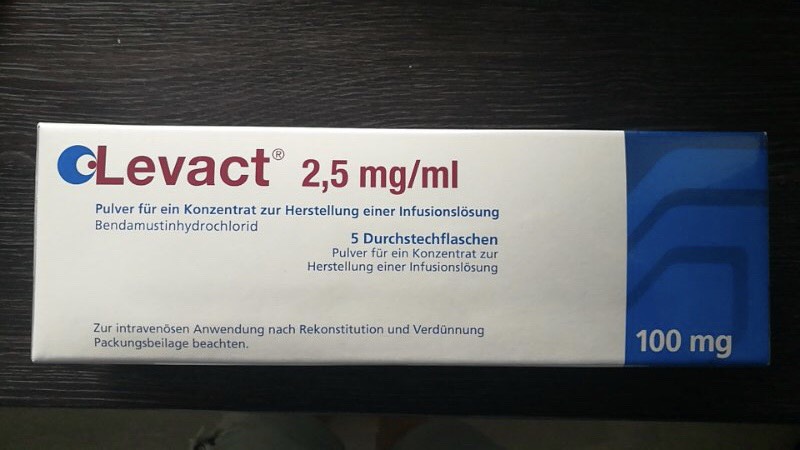 Levact® 2,5 mg/ml
Pulver für ein Konzentrat zur Herstellung einer Infusionslösung
Bendamustinhydrochlorid
5 Durchstechflaschen
Pulver für ein Konzentrat zur
Herstellung einer Infusionslösung
Zur intravenösen Anwendung nach Rekonstitution und Verdünnung
Packungsbeilage beachten.
100 mg